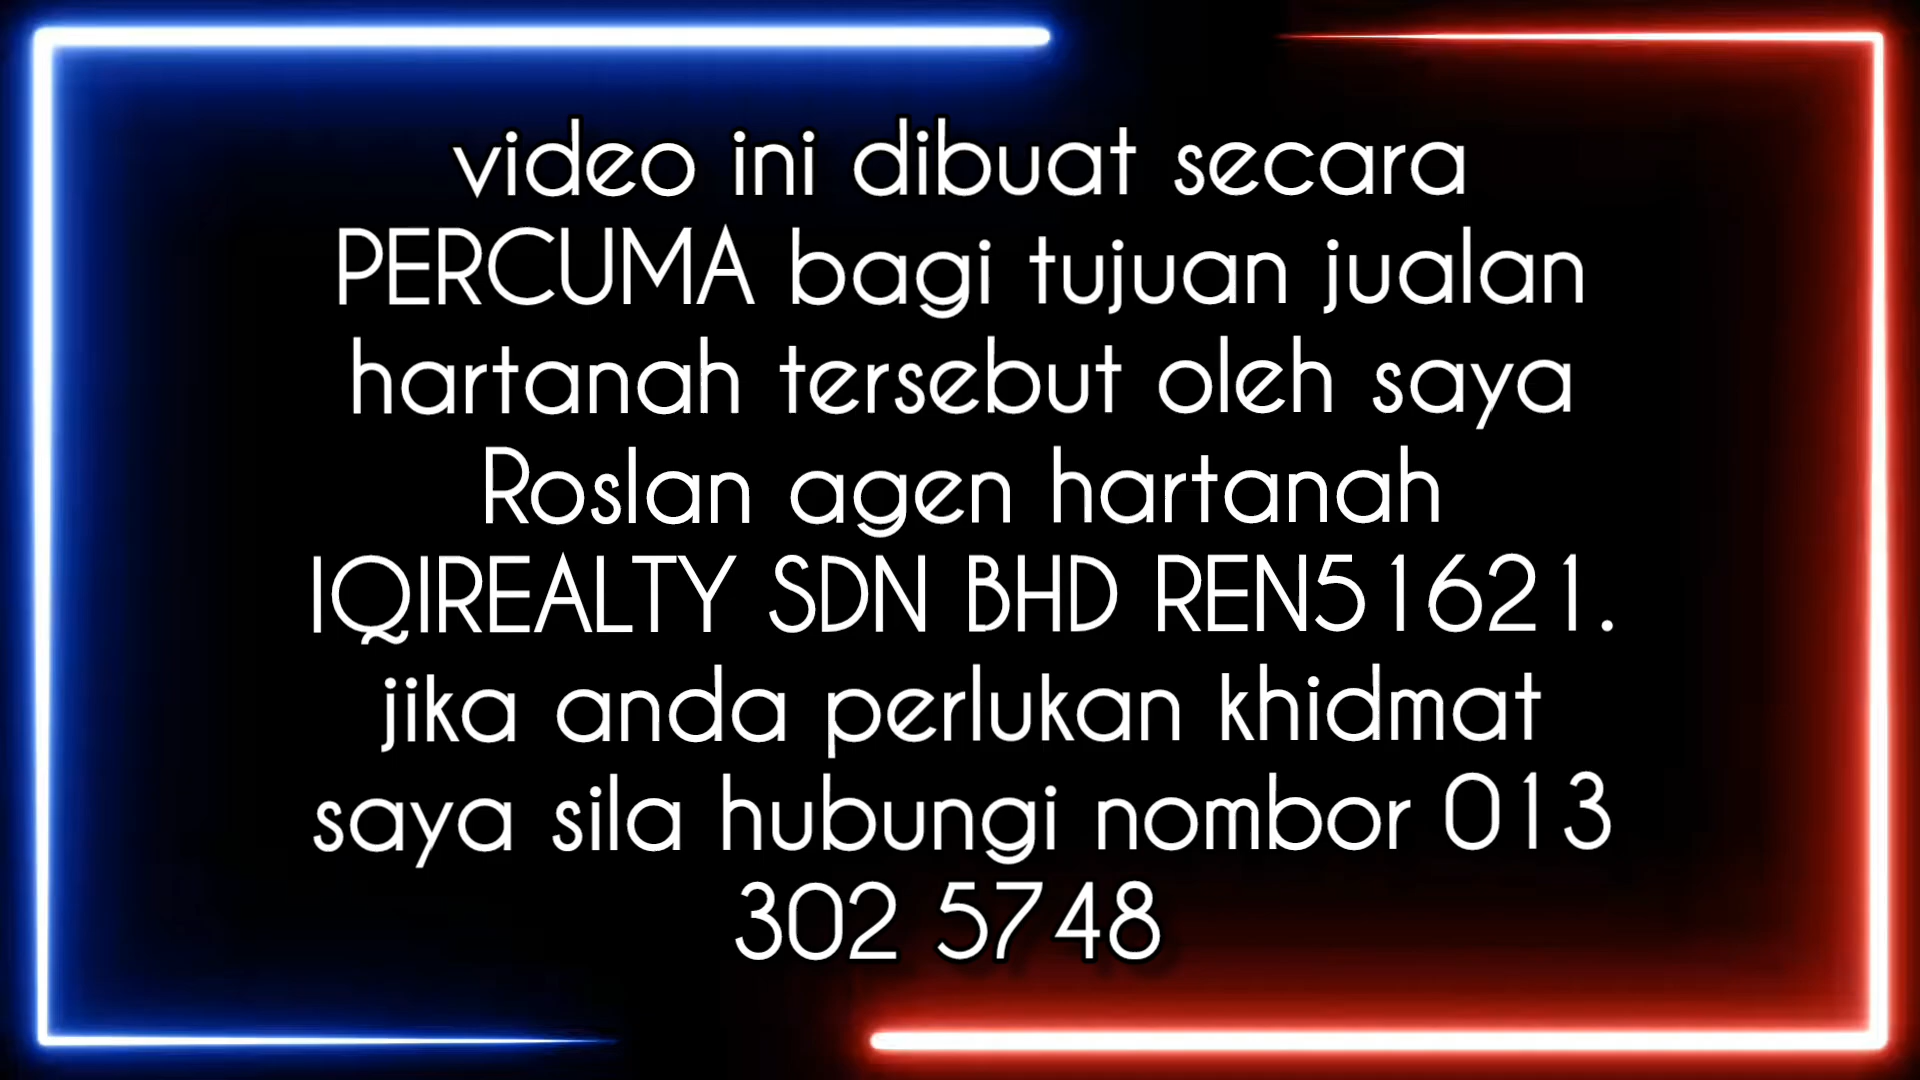 video ini dibuat secara
PERCUMA bagi tujuan jualan
hartanah tersebut oleh saya
Roslan agen hartanah
IQIREALTY SDN BHD REN51621.
jika anda perlukan khidmat
saya sila hubungi nombor 013
302 5748